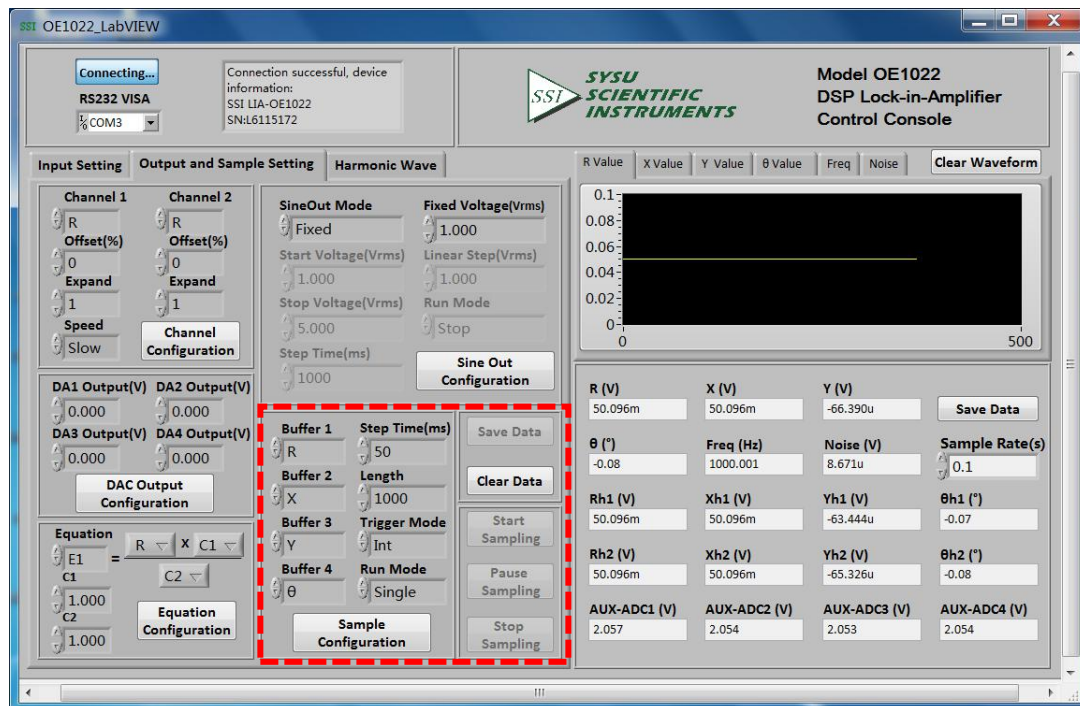 SSI OE1022_LabVIEW
Connecting...
RS232 VISA
COM3
Connection successful, device
information:
SSI LIA-OE1022
SN:L6115172
SSI
SYSU
SCIENTIFIC
INSTRUMENTS
Model OE1022
DSP Lock-in-Amplifier
Control Console
Input Setting Output and Sample Setting Harmonic Wave
Channel 1 Channel 2
R R
Offset(%) Offset(%)
0 0
Expand Expand
1 1
Speed
Slow
Channel
Configuration
DA1 Output(V) DA2 Output(V)
0.000 0.000
DA3 Output(V) DA4 Output(V)
0.000 0.000
DAC Output
Configuration
Equation
E1 = R X C1
C2
C1
1.000
C2
1.000
Equation
Configuration
SineOut Mode Fixed Voltage(Vrms)
Fixed 1.000
Start Voltage(Vrms) Linear Step(Vrms)
1.000 1.000
Stop Voltage(Vrms) Run Mode
5.000 Stop
Step Time(ms)
1000
Sine Out
Configuration
Buffer 1 Step Time(ms)
R 50
Buffer 2 Length
X 1000
Buffer 3 Trigger Mode
Y Int
Buffer 4 Run Mode
θ Single
Sample
Configuration
Save Data
Clear Data
Start
Sampling
Pause
Sampling
Stop
Sampling
R Value X Value Y Value θ Value Freq Noise Clear Waveform
0.1
0.08
0.06
0.04
0.02
0
0 500
R (V) X (V) Y (V)
50.096m 50.096m -66.390u Save Data
θ (°) Freq (Hz) Noise (V) Sample Rate(s)
-0.08 1000.001 8.671u 0.1
Rh1 (V) Xh1 (V) Yh1 (V) θh1 (°)
50.096m 50.096m -63.444u -0.07
Rh2 (V) Xh2 (V) Yh2 (V) θh2 (°)
50.096m 50.096m -65.326u -0.08
AUX-ADC1 (V) AUX-ADC2 (V) AUX-ADC3 (V) AUX-ADC4 (V)
2.057 2.054 2.053 2.054